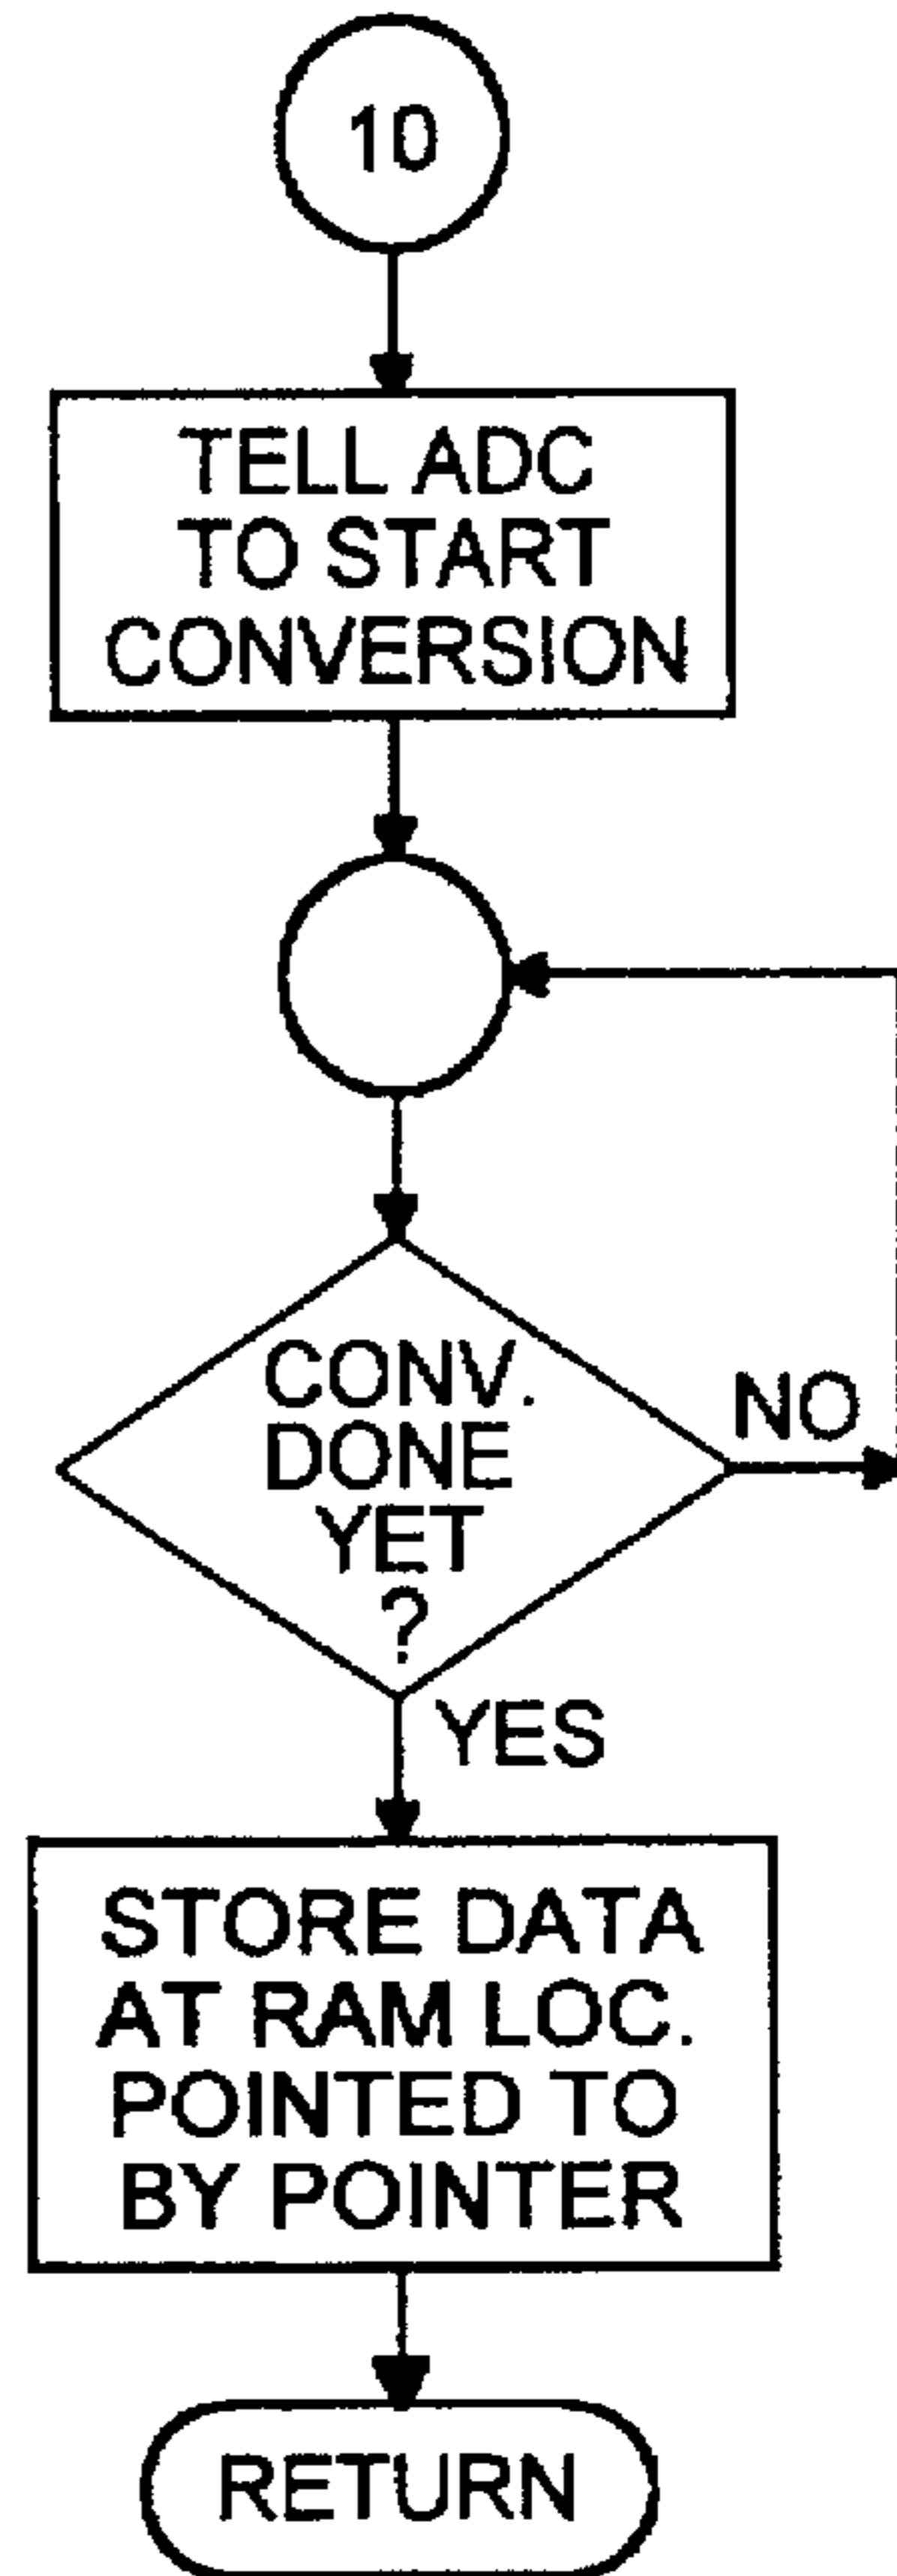 10
TELL ADC
TO START
CONVERSION
CONV.
DONE
YET
?
NO
YES
STORE DATA
AT RAM LOC.
POINTED TO
BY POINTER
RETURN